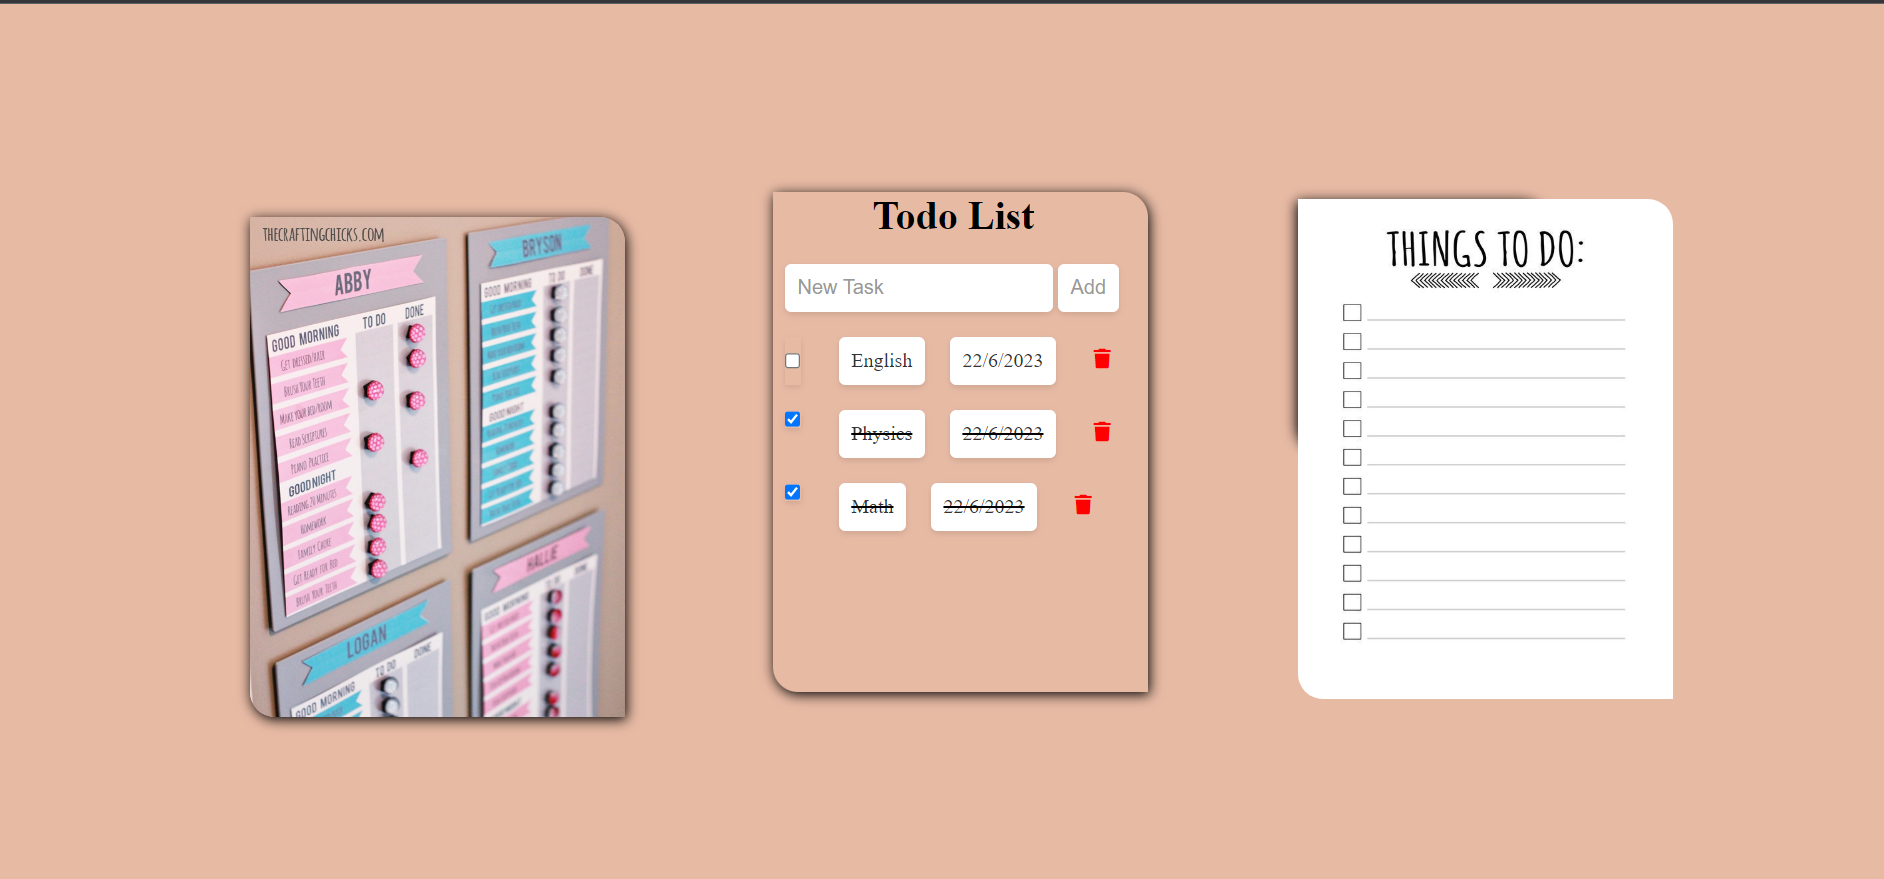 THECRAFTINGCHICKS.COM
ABBY
TO DO
DONE
GOOD MORNING
GET DRESSED/HAIR
BRUSH YOUR TEETH
MAKE YOUR BED/ROOM
READ SCRIPTURES
PIANO PRACTICE
GOOD NIGHT
READING 20 MINUTES
HOMEWORK
FAMILY CHORE
GET READY FOR BED
BRUSH YOUR TEETH
BRYSON
TO DO
DONE
GOOD MORNING
GOOD NIGHT
LOGAN
TO DO
DONE
GOOD MORNING
HALLIE
TO DO
DONE
GOOD MORNING
Todo List
New Task
Add
English
22/6/2023
Physics
22/6/2023
Math
22/6/2023
THINGS TO DO: